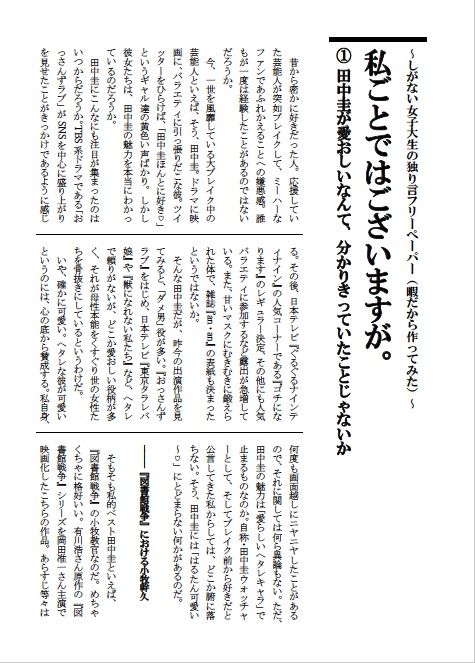 ～しがない女子大生の独り言フリーペーパー（暇だから作ってみた）～
私ごとではございますが。
① 田中圭が愛おしいなんて、分かりきっていたことじゃないか
昔から密かに好きだった人。応援してい
た芸能人が突如ブレイクして、ミーハーな
ファンであふれかえることへの嫌悪感。誰
もが一度は経験したことがあるのではない
だろうか。
今、一世を風靡している大ブレイク中の
芸能人といえば、そう、田中圭。ドラマに映
画に、バラエティに引っ張りだこな彼。ツイ
ッターをひらけば、「田中圭ほんとに好き♡」
というギャル達の黄色い声ばかり。しかし
彼女たちは、田中圭の魅力を本当にわかっ
ているのだろうか。
田中圭にこんなにも注目が集まったのは
いつからだろうか。TBS系ドラマである「お
っさんずラブ」がSNSを中心に盛り上がり
を見せたことがきっかけであるように感じ
る。その後、日本テレビ『ぐるぐるナインテ
ィナイン』の人気コーナーである『ゴチにな
ります』のレギュラー決定。その他にも人気
バラエティに参加するなど露出が急増して
いる。また、甘いマスクにむきむきに鍛えら
れた体で、雑誌『an・an』の表紙も決まった
というではないか。
そんな田中圭だが、昨今の出演作品を見
てみると、「ダメ男」役が多い。『おっさんず
ラブ』をはじめ、日本テレビ『東京タラレバ
娘』や『獣になれない私たち』など、ヘタレ
で頼りがないが、どこか愛おしい役柄が多
く、それが母性本能をくすぐり世の女性た
ちを骨抜きにしているというわけだ。
いや、確かに可愛い。ヘタレな彼が可愛い
というのには、心の底から賛成する。私自身、
何度も画面越しにニヤニヤしたことがある
ので、それに関しては何ら異論もない。ただ、
田中圭の魅力は「愛らしいヘタレキャラ」で
止まるものなのか。自称・田中圭ウォッチャ
ーとして、そしてブレイク前から好きだと
公言してきた私からしては、どこか腑に落
ちない。そう、田中圭には「はるたん可愛い
～♡」にとどまらない何かがあるのだ。
――『図書館戦争』における小牧幹久
そもそも私的ベスト田中圭といえば、
『図書館戦争』の小牧教官なのだ。めちゃ
くちゃに格好いい。有川浩さん原作の『図
書館戦争』シリーズを岡田准一さん主演で
映画化したこちらの作品。あらすじ等々は